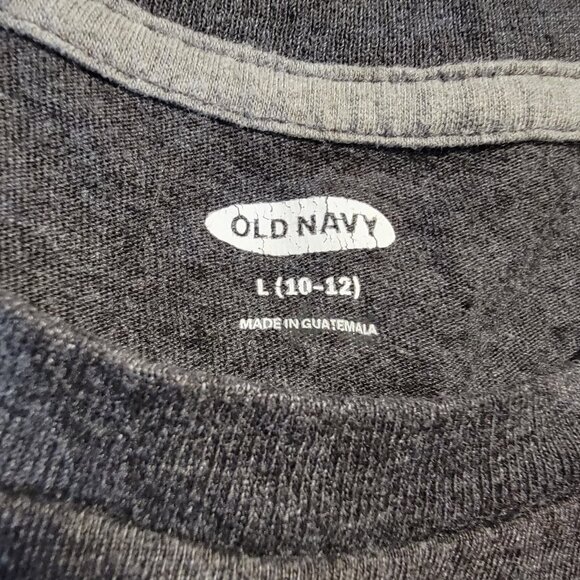 OLD NAVY
L (10-12)
MADE IN GUATEMALA